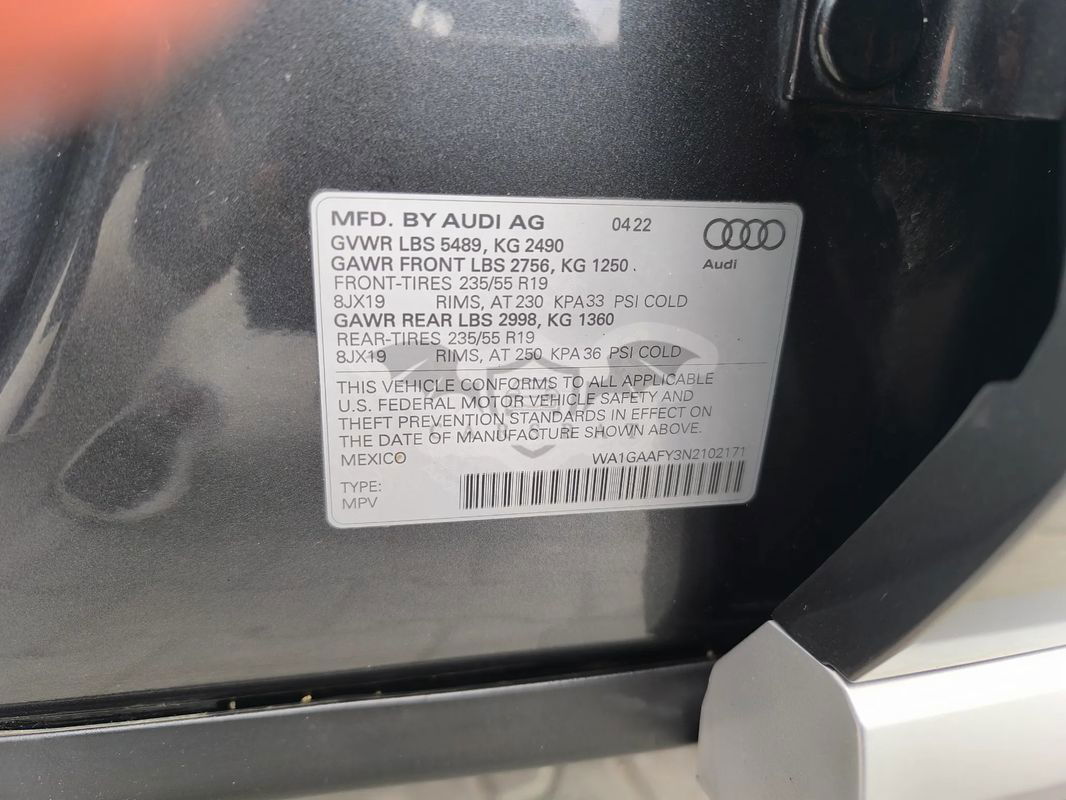 MFD. BY AUDI AG 04 22
GVWR LBS 5489, KG 2490
Audi
GAWR FRONT LBS 2756, KG 1250.
FRONT-TIRES 235/55 R19
8JX19 RIMS, AT 230 KPA 33 PSI COLD
GAWR REAR LBS 2998, KG 1360
REAR-TIRES 235/55 R19
8JX19 RIMS, AT 250 KPA 36 PSI COLD
THIS VEHICLE CONFORMS TO ALL APPLICABLE
U.S. FEDERAL MOTOR VEHICLE SAFETY AND
THEFT PREVENTION STANDARDS IN EFFECT ON
THE DATE OF MANUFACTURE SHOWN ABOVE.
MEXICO WA1GAAFY3N2102171
TYPE:
MPV